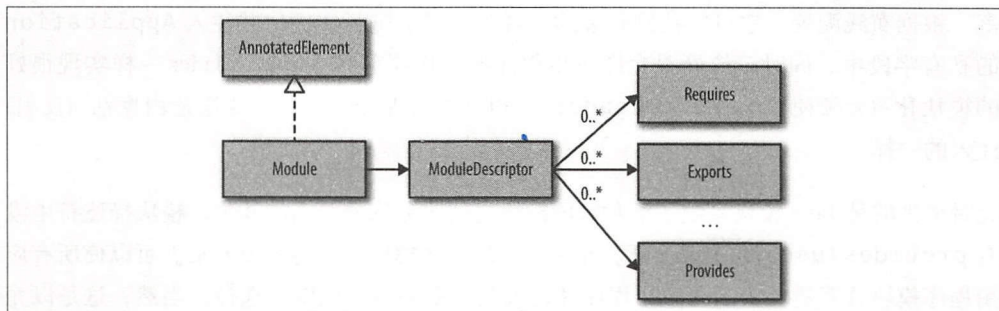 AnnotatedElement
Module
ModuleDescriptor
0..*
Requires
0..*
Exports
0..*
...
Provides